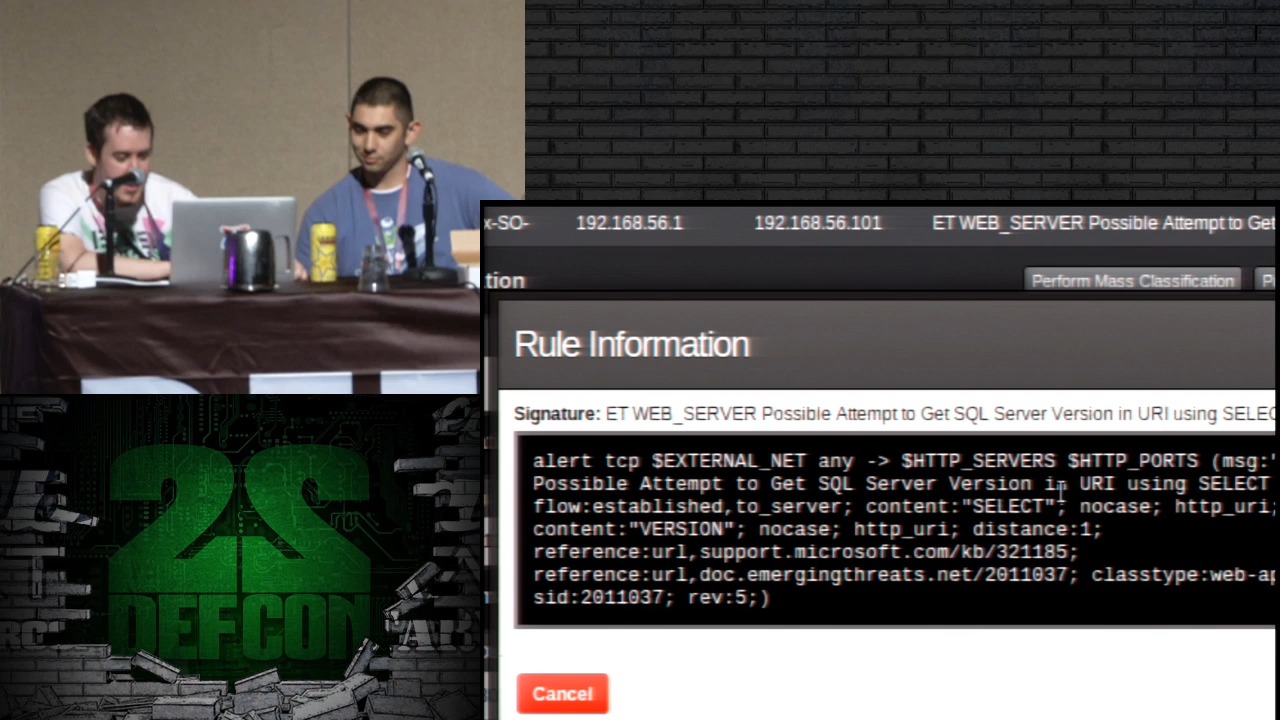 x-SO- 192.168.56.1 192.168.56.101 ET WEB_SERVER Possible Attempt to Get
tion Perform Mass Classification P
Rule Information
Signature: ET WEB_SERVER Possible Attempt to Get SQL Server Version in URI using SELEC
alert tcp $EXTERNAL_NET any -> $HTTP_SERVERS $HTTP_PORTS (msg:"
Possible Attempt to Get SQL Server Version in URI using SELECT
flow:established,to_server; content:"SELECT"; nocase; http_uri;
content:"VERSION"; nocase; http_uri; distance:1;
reference:url,support.microsoft.com/kb/321185;
reference:url,doc.emergingthreats.net/2011037; classtype:web-ap
sid:2011037; rev:5;)
Cancel
22
DEFCON